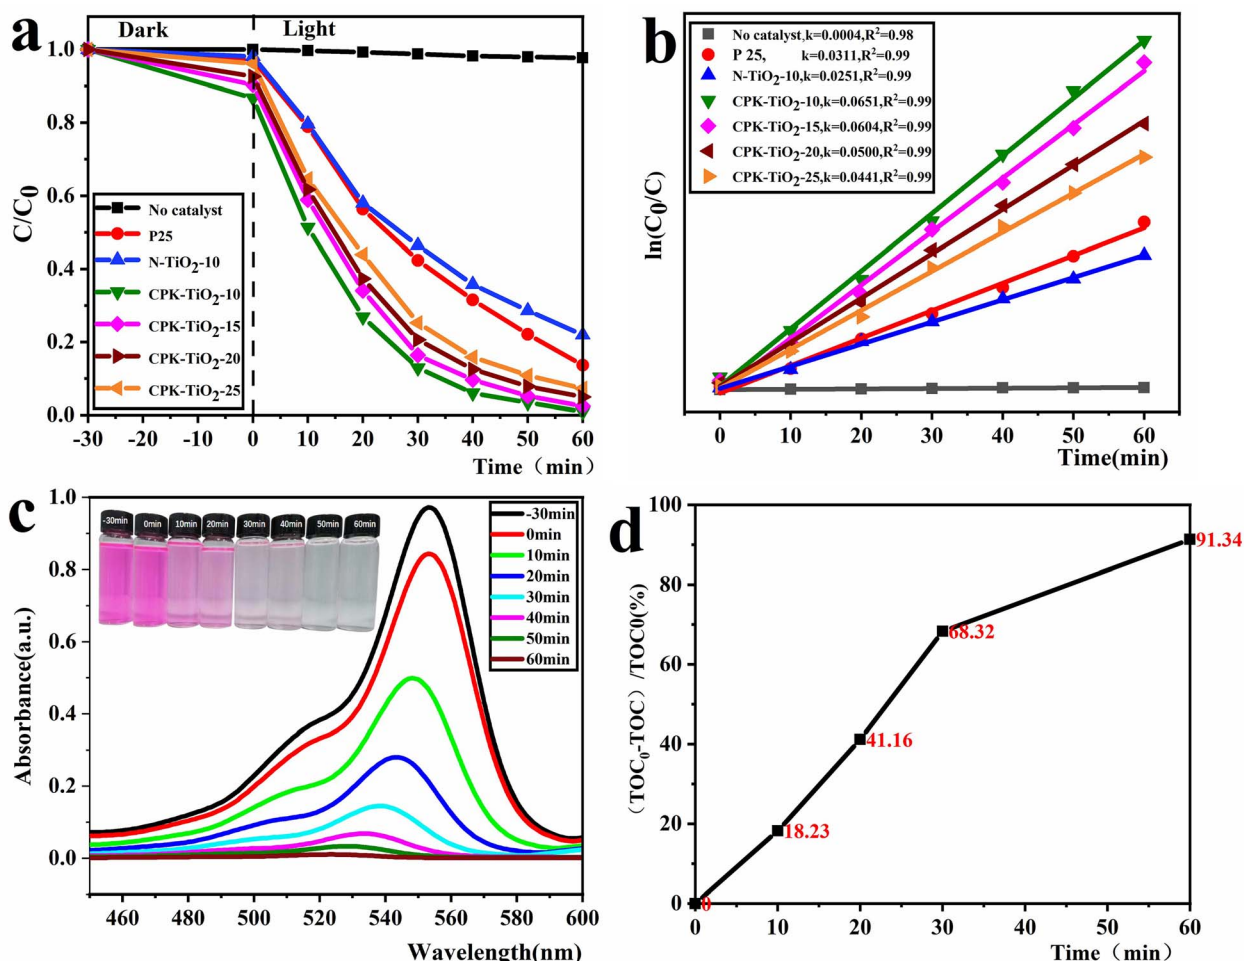 a
Dark
Light
C/C₀
1.0
0.8
0.6
0.4
0.2
0.0
No catalyst
P25
N-TiO₂-10
CPK-TiO₂-10
CPK-TiO₂-15
CPK-TiO₂-20
CPK-TiO₂-25
-30 -20 -10 0 10 20 30 40 50 60
Time（min）
b
ln(C₀/C)
No catalyst,k=0.0004,R²=0.98
P 25, k=0.0311,R²=0.99
N-TiO₂-10,k=0.0251,R²=0.99
CPK-TiO₂-10,k=0.0651,R²=0.99
CPK-TiO₂-15,k=0.0604,R²=0.99
CPK-TiO₂-20,k=0.0500,R²=0.99
CPK-TiO₂-25,k=0.0441,R²=0.99
0 10 20 30 40 50 60
Time(min)
c
Absorbance(a.u.)
1.0
0.8
0.6
0.4
0.2
0.0
-30min 0min 10min 20min 30min 40min 50min 60min
-30min
0min
10min
20min
30min
40min
50min
60min
460 480 500 520 540 560 580 600
Wavelength(nm)
d
（TOC₀-TOC）/TOC0(%)
100
80
60
40
20
0
0
18.23
41.16
68.32
91.34
0 10 20 30 40 50 60
Time（min）